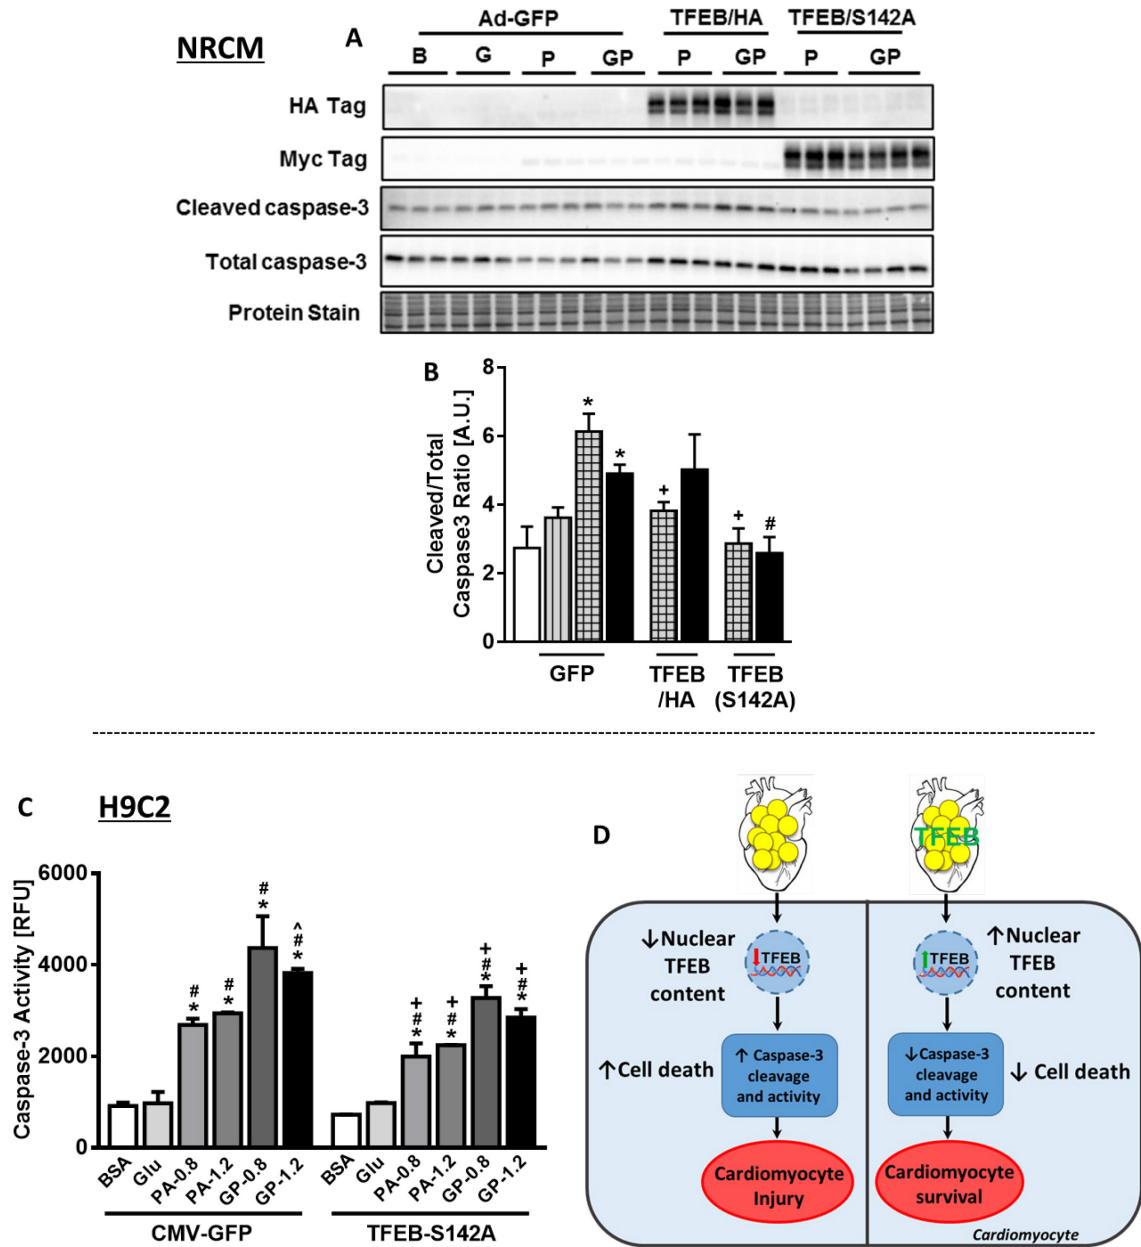 NRCM
A
Ad-GFP
TFEB/HA
TFEB/S142A
B G P GP P GP P GP
HA Tag
Myc Tag
Cleaved caspase-3
Total caspase-3
Protein Stain
B
Cleaved/Total
Caspase3 Ratio [A.U.]
8
6
4
2
0
*
*
+
+
#
GFP
TFEB
/HA
TFEB
(S142A)
C
H9C2
Caspase-3 Activity [RFU]
6000
4000
2000
0
#
*
#
*
#
*
^
#
*
+
#
*
+
#
*
+
#
*
+
#
*
BSA
Glu
PA-0.8
PA-1.2
GP-0.8
GP-1.2
BSA
Glu
PA-0.8
PA-1.2
GP-0.8
GP-1.2
CMV-GFP
TFEB-S142A
D
TFEB
↓Nuclear
TFEB
content
↓TFEB
↑Cell death
↑ Caspase-3
cleavage
and activity
Cardiomyocyte
Injury
↑Nuclear
TFEB
content
↑TFEB
↓Caspase-3
cleavage
and activity
↓ Cell death
Cardiomyocyte
survival
Cardiomyocyte